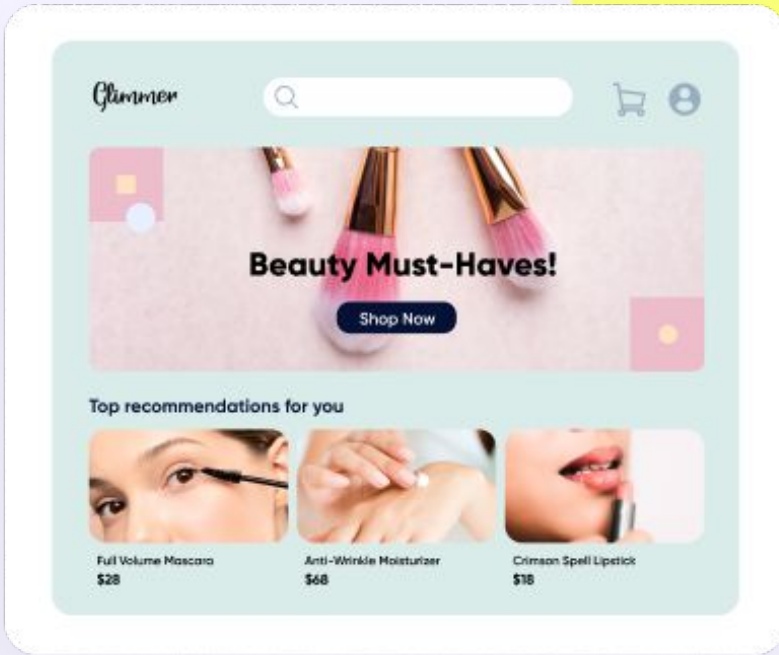 Glimmer
Beauty Must-Haves!
Shop Now
Top recommendations for you
Full Volume Mascara
$28
Anti-Wrinkle Moisturizer
$68
Crimson Spell Lipstick
$18